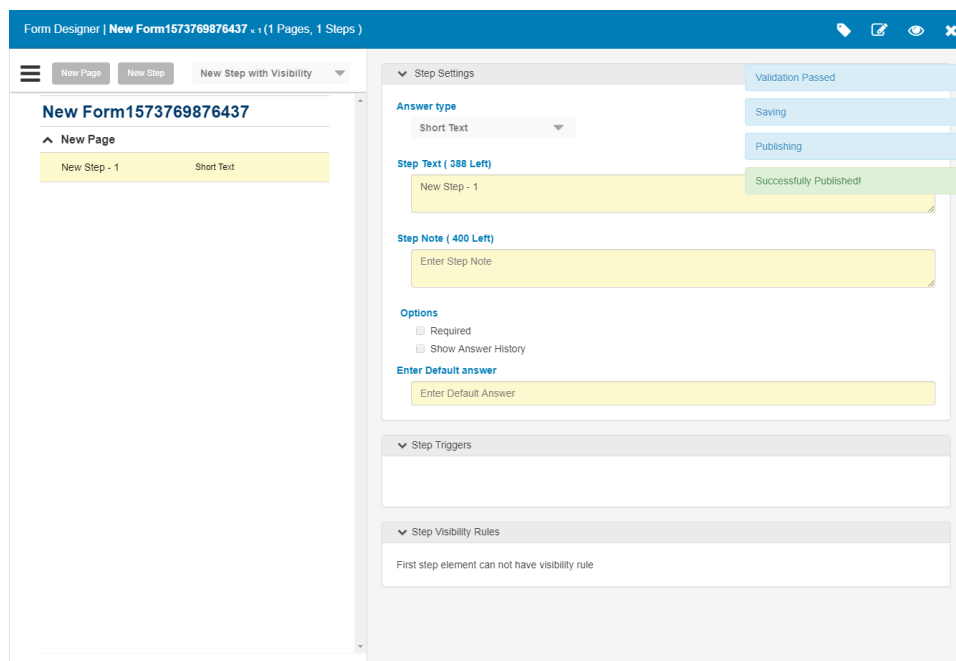 Form Designer | New Form1573769876437 v. 1 (1 Pages, 1 Steps )
New Page
New Step
New Step with Visibility
New Form1573769876437
New Page
New Step - 1
Short Text
Step Settings
Answer type
Short Text
Step Text ( 388 Left)
New Step - 1
Step Note ( 400 Left)
Enter Step Note
Options
Required
Show Answer History
Enter Default answer
Enter Default Answer
Step Triggers
Step Visibility Rules
First step element can not have visibility rule
Validation Passed
Saving
Publishing
Successfully Published!